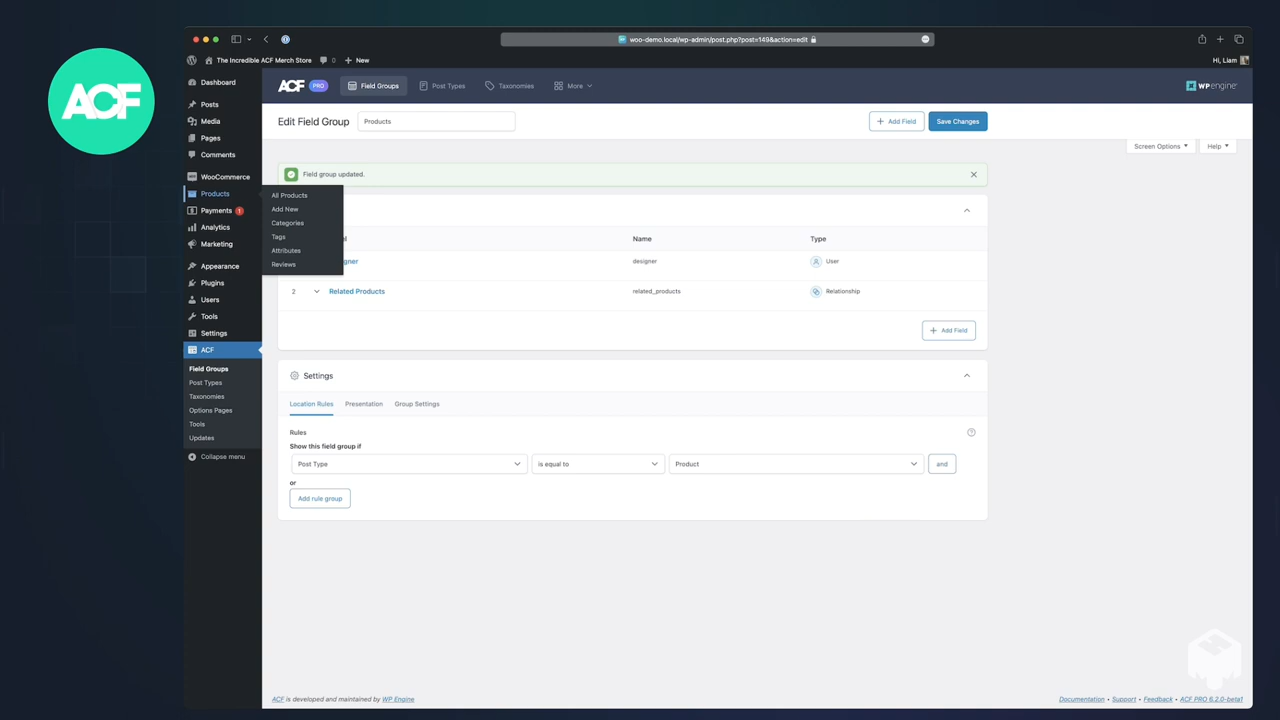 ACF
woo-demo.local/wp-admin/post.php?post=149&action=edit
The Incredible ACF Merch Store
0
New
Hi, Liam
Dashboard
Posts
Media
Pages
Comments
WooCommerce
Products
Payments 1
Analytics
Marketing
Appearance
Plugins
Users
Tools
Settings
ACF
Field Groups
Post Types
Taxonomies
Options Pages
Tools
Updates
Collapse menu
All Products
Add New
Categories
Tags
Attributes
Reviews
ACF PRO
Field Groups
Post Types
Taxonomies
More
WP engine
Edit Field Group
Products
+ Add Field
Save Changes
Screen Options
Help
Field group updated.
Name
Type
designer
User
2
Related Products
related_products
Relationship
+ Add Field
Settings
Location Rules
Presentation
Group Settings
Rules
Show this field group if
Post Type
is equal to
Product
and
or
Add rule group
ACF is developed and maintained by WP Engine
Documentation · Support · Feedback · ACF PRO 6.2.0-beta1